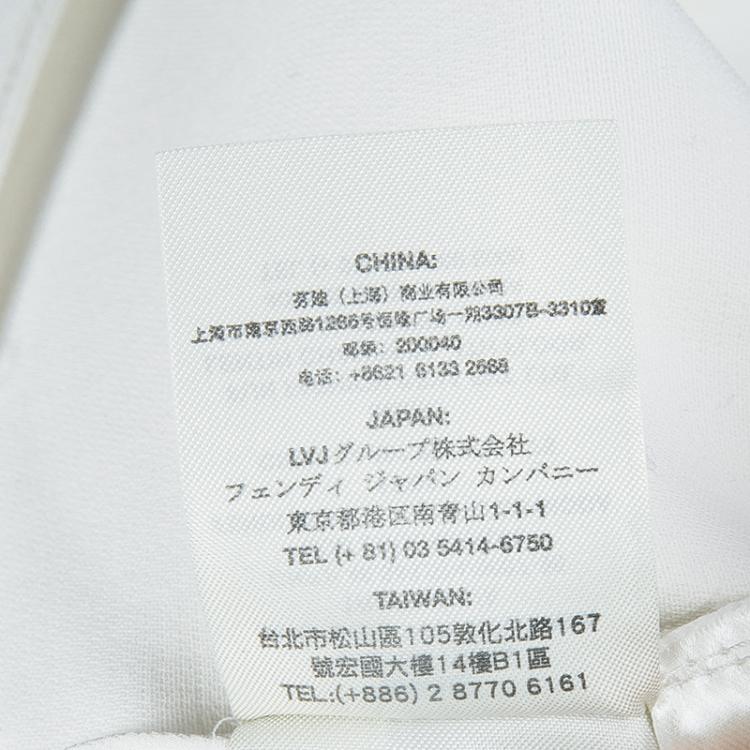 CHINA:
芬迪（上海）商业有限公司
上海市南京西路1266号恒隆广场一期3307B-3310室
邮编：200040
电话：+8621 6133 2688
JAPAN:
LVJグループ株式会社
フェンディ ジャパン カンパニー
東京都港区南青山1-1-1
TEL (+ 81) 03 5414-6750
TAIWAN:
台北市松山區105敦化北路167
號宏國大樓14樓B1區
TEL:(+886) 2 8770 6161